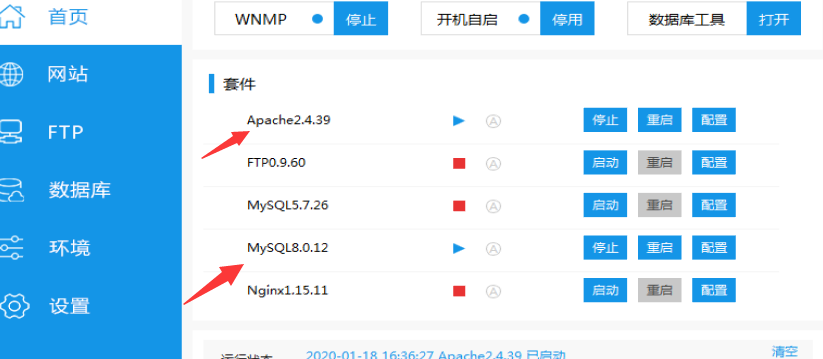 首页
网站
FTP
数据库
环境
设置
WNMP 停止 开机自启 停用 数据库工具 打开
套件
Apache2.4.39 A 停止 重启 配置
FTP0.9.60 A 启动 重启 配置
MySQL5.7.26 A 启动 重启 配置
MySQL8.0.12 A 停止 重启 配置
Nginx1.15.11 A 启动 重启 配置
运行状态 2020-01-18 16:36:27 Apache2.4.39 已启动 清空